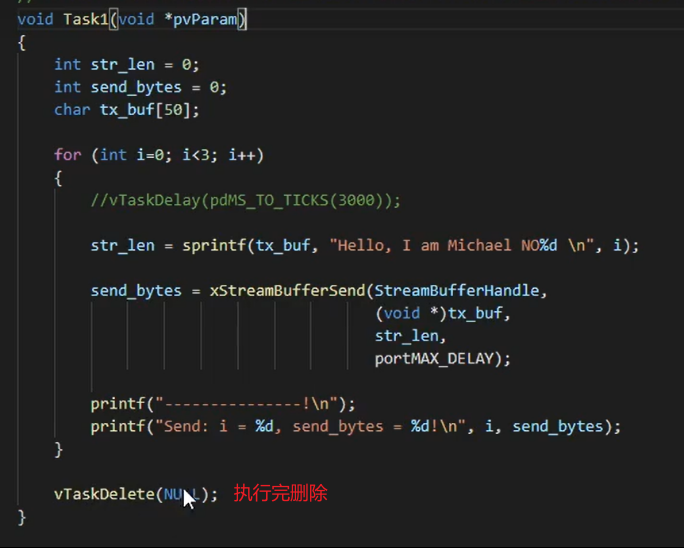 void Task1(void *pvParam)
{
int str_len = 0;
int send_bytes = 0;
char tx_buf[50];
for (int i=0; i<3; i++)
{
//vTaskDelay(pdMS_TO_TICKS(3000));
str_len = sprintf(tx_buf, "Hello, I am Michael NO%d \n", i);
send_bytes = xStreamBufferSend(StreamBufferHandle,
(void *)tx_buf,
str_len,
portMAX_DELAY);
printf("---------------!\n");
printf("Send: i = %d, send_bytes = %d!\n", i, send_bytes);
}
vTaskDelete(NULL); 执行完删除
}